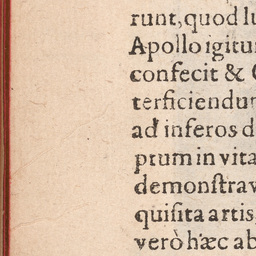 runt, quod lu
Apollo igitur
confecit &
terficiendum
ad inferos d
ptum in vita
demonſtrav
quiſita artis
verò hæc ab